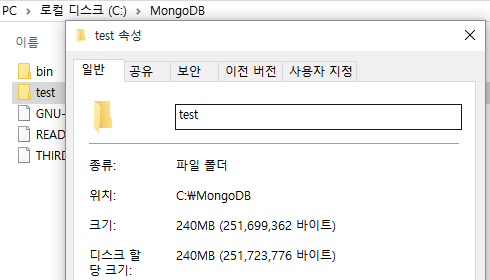 PC > 로컬 디스크 (C:) > MongoDB
이름
bin
test
GNU-
READ
THIRD
test 속성
일반 공유 보안 이전 버전 사용자 지정
test
종류: 파일 폴더
위치: C:₩MongoDB
크기: 240MB (251,699,362 바이트)
디스크 할
당 크기: 240MB (251,723,776 바이트)